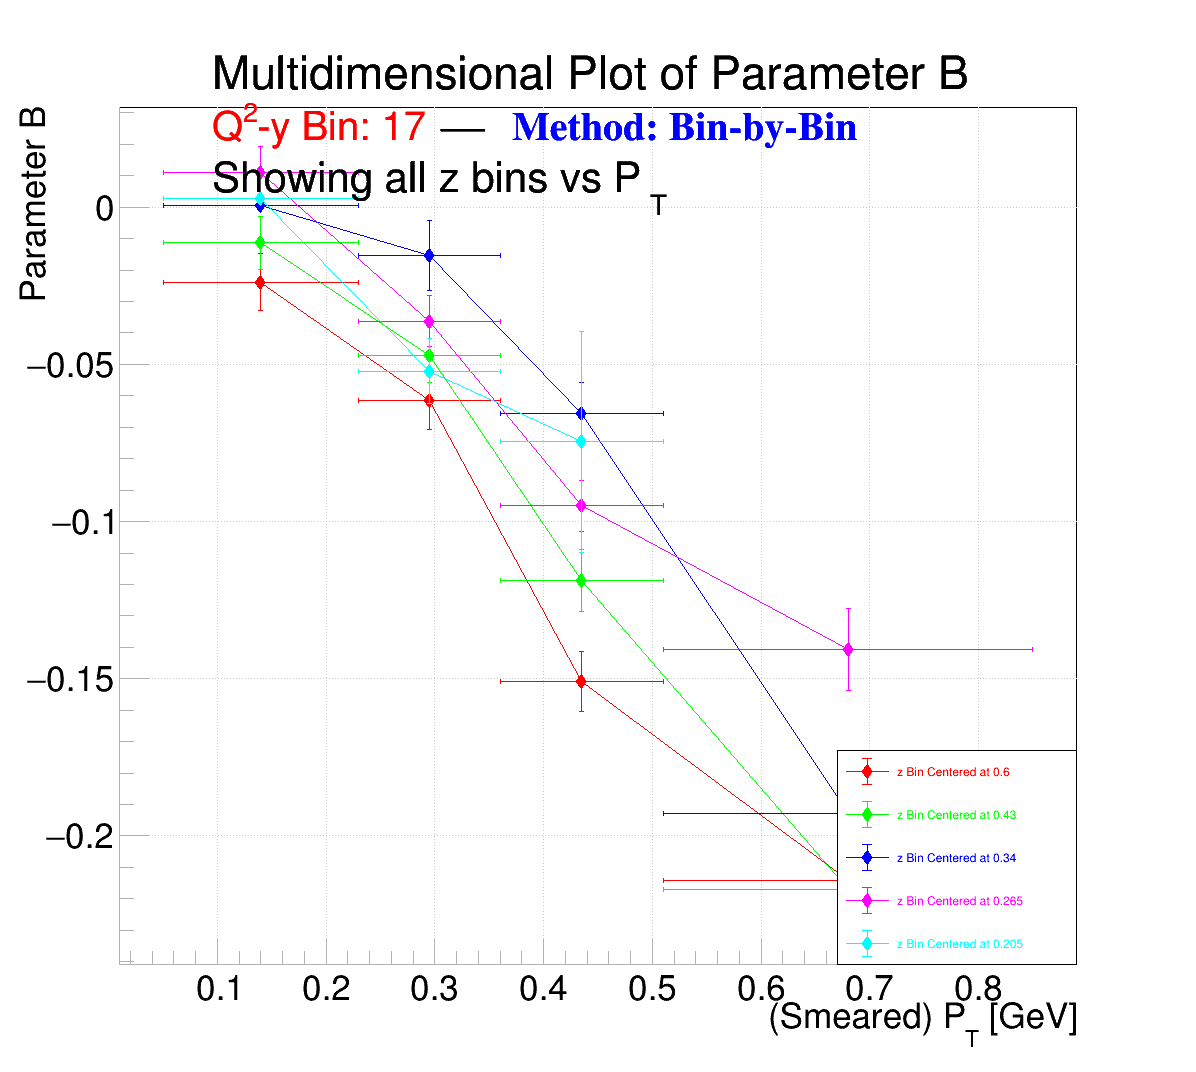 Multidimensional Plot of Parameter B
Q²-y Bin: 17 — Method: Bin-by-Bin
Showing all z bins vs P_T
Parameter B
0
−0.05
−0.1
−0.15
−0.2
z Bin Centered at 0.6
z Bin Centered at 0.43
z Bin Centered at 0.34
z Bin Centered at 0.265
z Bin Centered at 0.205
0.1 0.2 0.3 0.4 0.5 0.6 0.7 0.8
(Smeared) P_T [GeV]